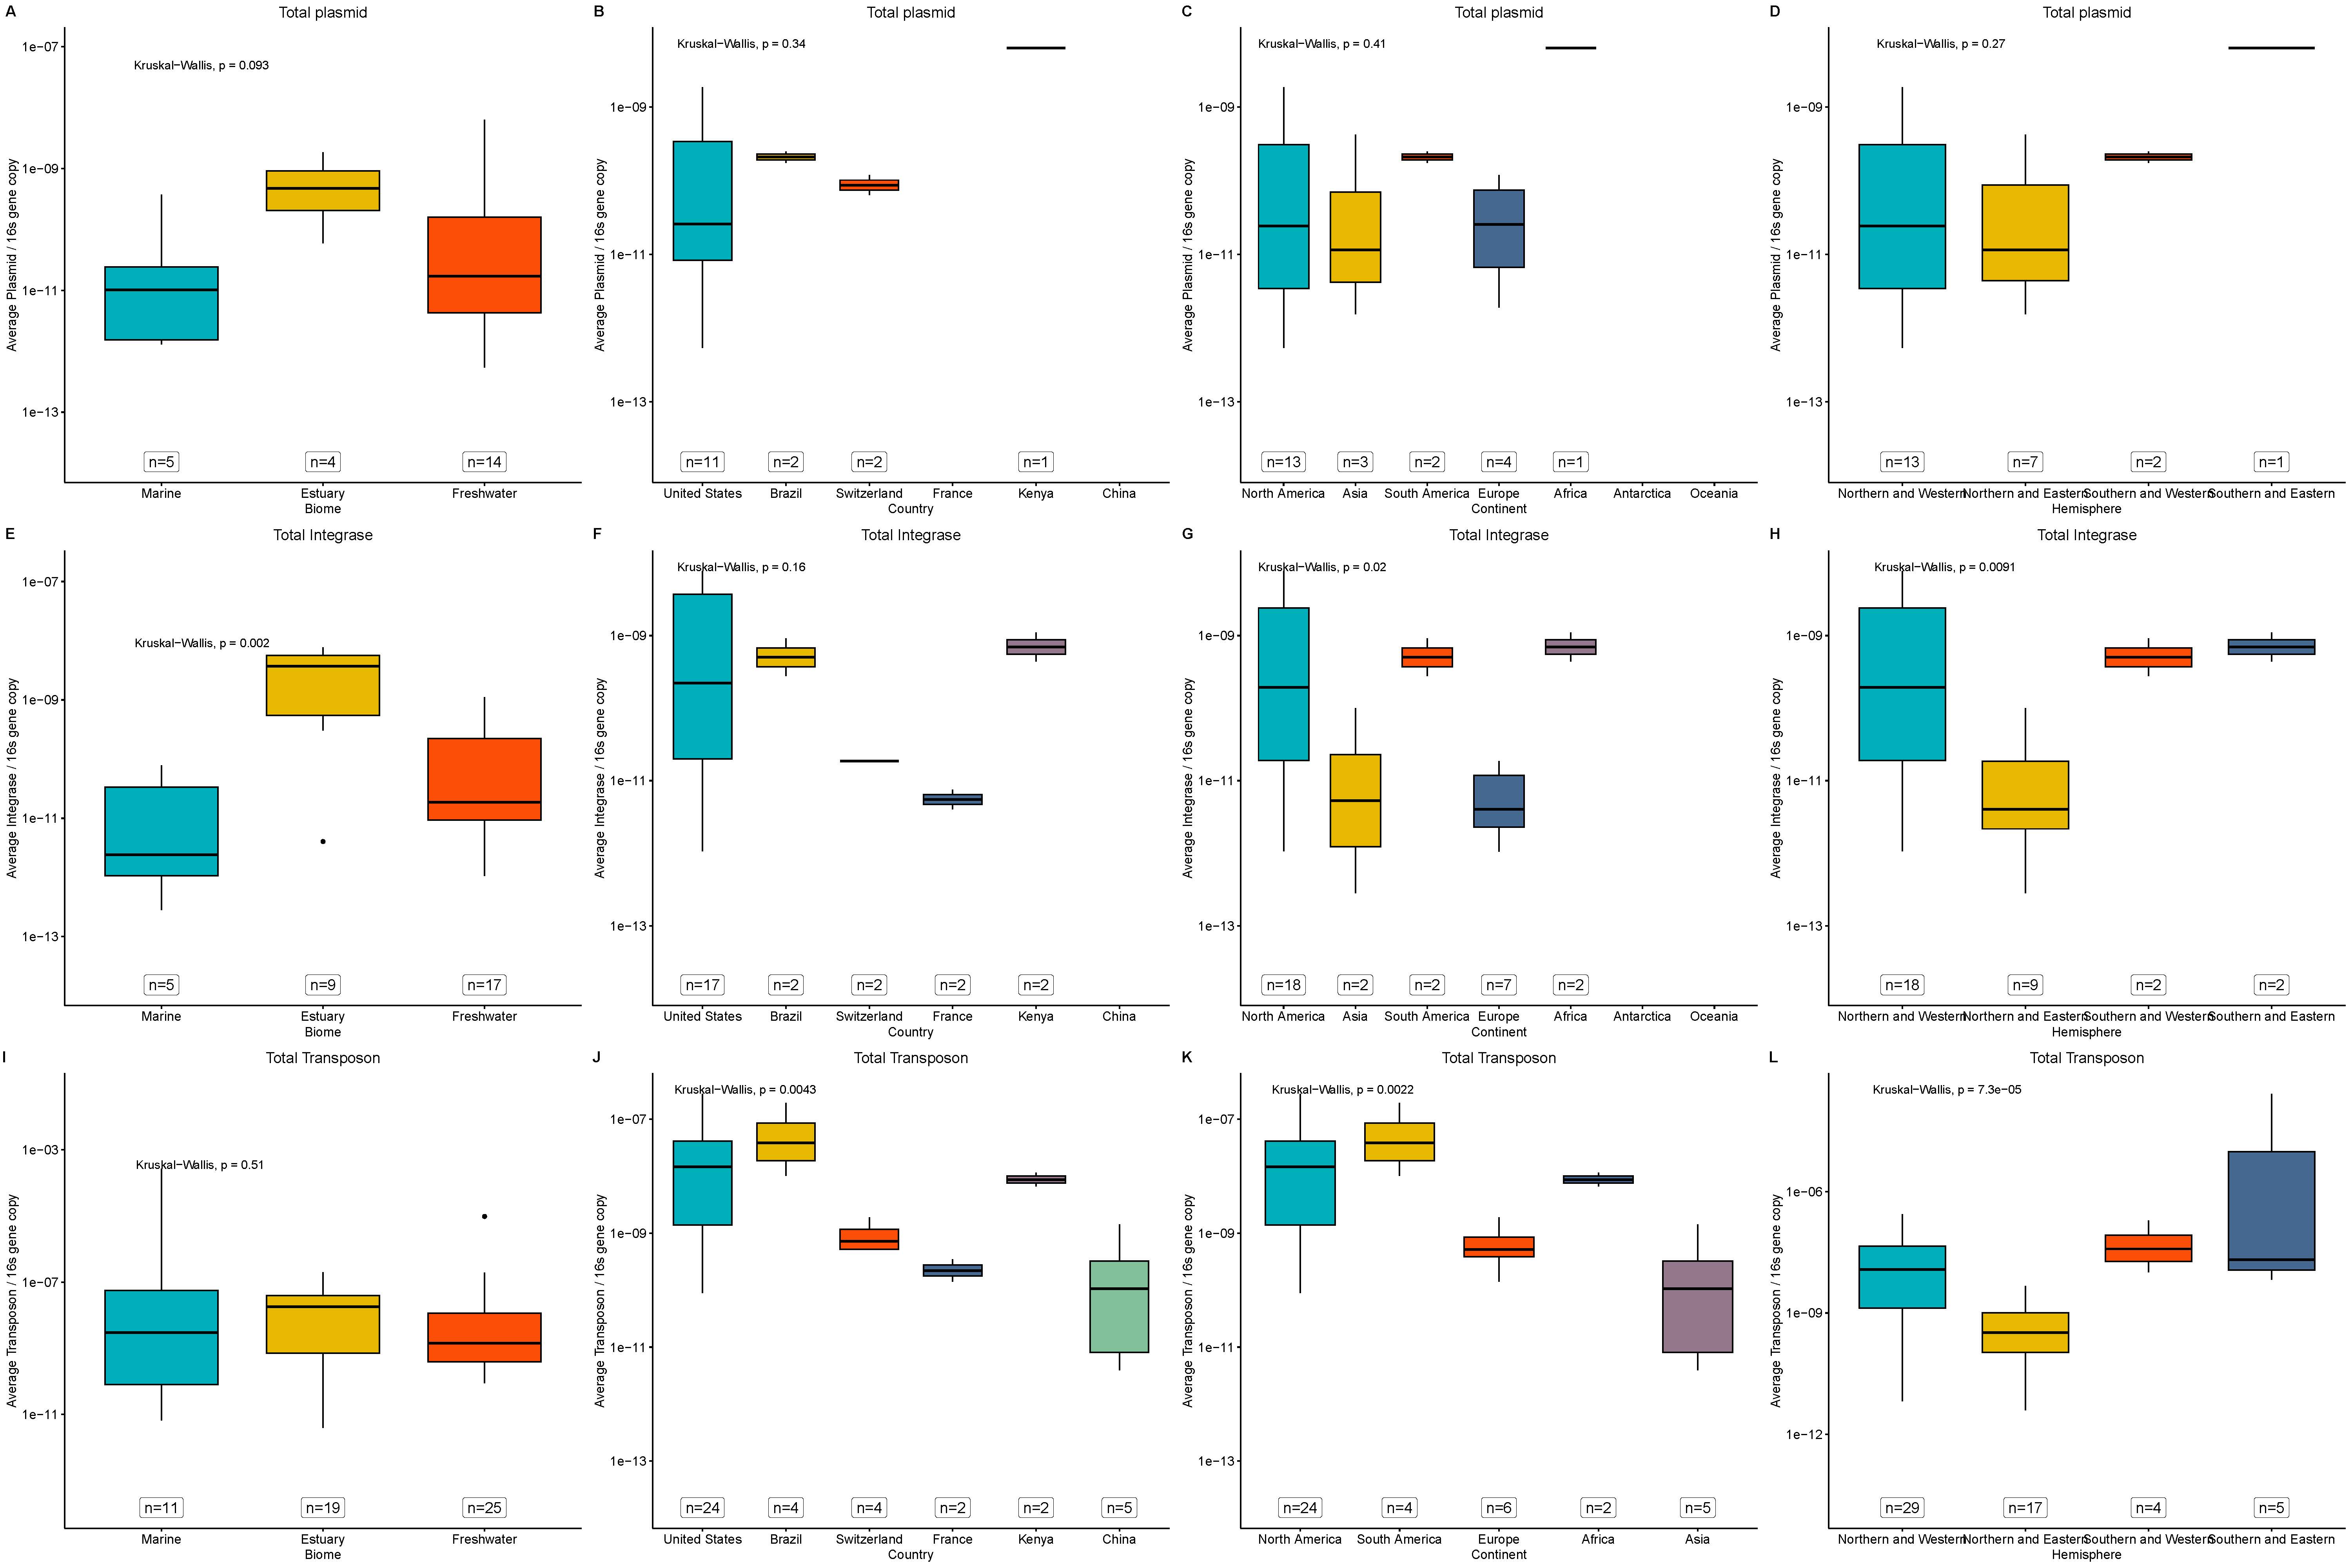 A
Total plasmid
Kruskal−Wallis, p = 0.093
Average Plasmid / 16s gene copy
1e−07
1e−09
1e−11
1e−13
n=5
n=4
n=14
Marine
Estuary
Freshwater
Biome
B
Total plasmid
Kruskal−Wallis, p = 0.34
Average Plasmid / 16s gene copy
1e−09
1e−11
1e−13
n=11
n=2
n=2
n=1
United States
Brazil
Switzerland
France
Kenya
China
Country
C
Total plasmid
Kruskal−Wallis, p = 0.41
Average Plasmid / 16s gene copy
1e−09
1e−11
1e−13
n=13
n=3
n=2
n=4
n=1
North America
Asia
South America
Europe
Africa
Antarctica
Oceania
Continent
D
Total plasmid
Kruskal−Wallis, p = 0.27
Average Plasmid / 16s gene copy
1e−09
1e−11
1e−13
n=13
n=7
n=2
n=1
Northern and Western
Northern and Eastern
Southern and Western
Southern and Eastern
Hemisphere
E
Total Integrase
Kruskal−Wallis, p = 0.002
Average Integrase / 16s gene copy
1e−07
1e−09
1e−11
1e−13
n=5
n=9
n=17
Marine
Estuary
Freshwater
Biome
F
Total Integrase
Kruskal−Wallis, p = 0.16
Average Integrase / 16s gene copy
1e−09
1e−11
1e−13
n=17
n=2
n=2
n=2
n=2
United States
Brazil
Switzerland
France
Kenya
China
Country
G
Total Integrase
Kruskal−Wallis, p = 0.02
Average Integrase / 16s gene copy
1e−09
1e−11
1e−13
n=18
n=2
n=2
n=7
n=2
North America
Asia
South America
Europe
Africa
Antarctica
Oceania
Continent
H
Total Integrase
Kruskal−Wallis, p = 0.0091
Average Integrase / 16s gene copy
1e−09
1e−11
1e−13
n=18
n=9
n=2
n=2
Northern and Western
Northern and Eastern
Southern and Western
Southern and Eastern
Hemisphere
I
Total Transposon
Kruskal−Wallis, p = 0.51
Average Transposon / 16s gene copy
1e−03
1e−07
1e−11
n=11
n=19
n=25
Marine
Estuary
Freshwater
Biome
J
Total Transposon
Kruskal−Wallis, p = 0.0043
Average Transposon / 16s gene copy
1e−07
1e−09
1e−11
1e−13
n=24
n=4
n=4
n=2
n=2
n=5
United States
Brazil
Switzerland
France
Kenya
China
Country
K
Total Transposon
Kruskal−Wallis, p = 0.0022
Average Transposon / 16s gene copy
1e−07
1e−09
1e−11
1e−13
n=24
n=4
n=6
n=2
n=5
North America
South America
Europe
Africa
Asia
Continent
L
Total Transposon
Kruskal−Wallis, p = 7.3e−05
Average Transposon / 16s gene copy
1e−06
1e−09
1e−12
n=29
n=17
n=4
n=5
Northern and Western
Northern and Eastern
Southern and Western
Southern and Eastern
Hemisphere